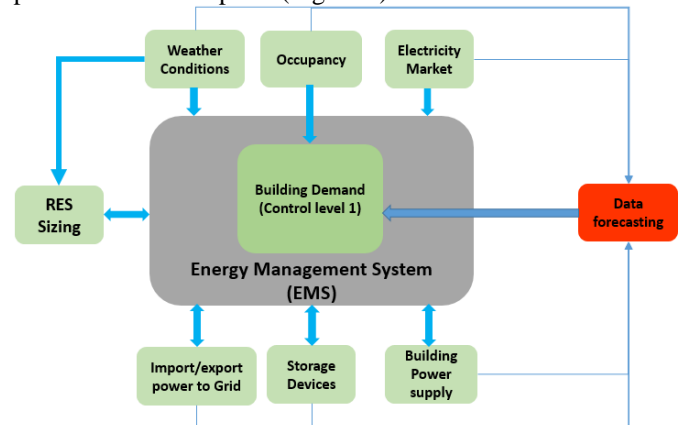 Weather
Conditions
Occupancy
Electricity
Market
RES
Sizing
Building Demand
(Control level 1)
Data
forecasting
Energy Management System
(EMS)
Import/export
power to Grid
Storage
Devices
Building
Power
supply